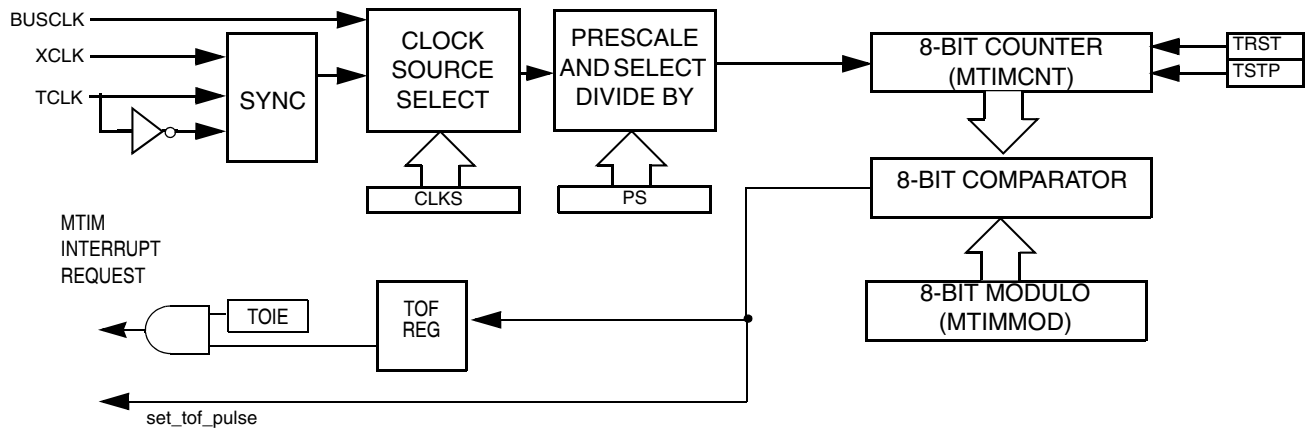 BUSCLK
XCLK
TCLK
SYNC
CLOCK
SOURCE
SELECT
PRESCALE
AND SELECT
DIVIDE BY
8-BIT COUNTER
(MTIMCNT)
TRST
TSTP
CLKS
PS
8-BIT COMPARATOR
MTIM
INTERRUPT
REQUEST
8-BIT MODULO
(MTIMMOD)
TOIE
TOF
REG
set_tof_pulse